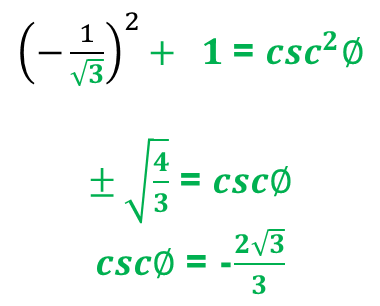 (−1/√3)² + 1 = csc²∅
± √(4/3) = csc∅
csc∅ = -2√3/3